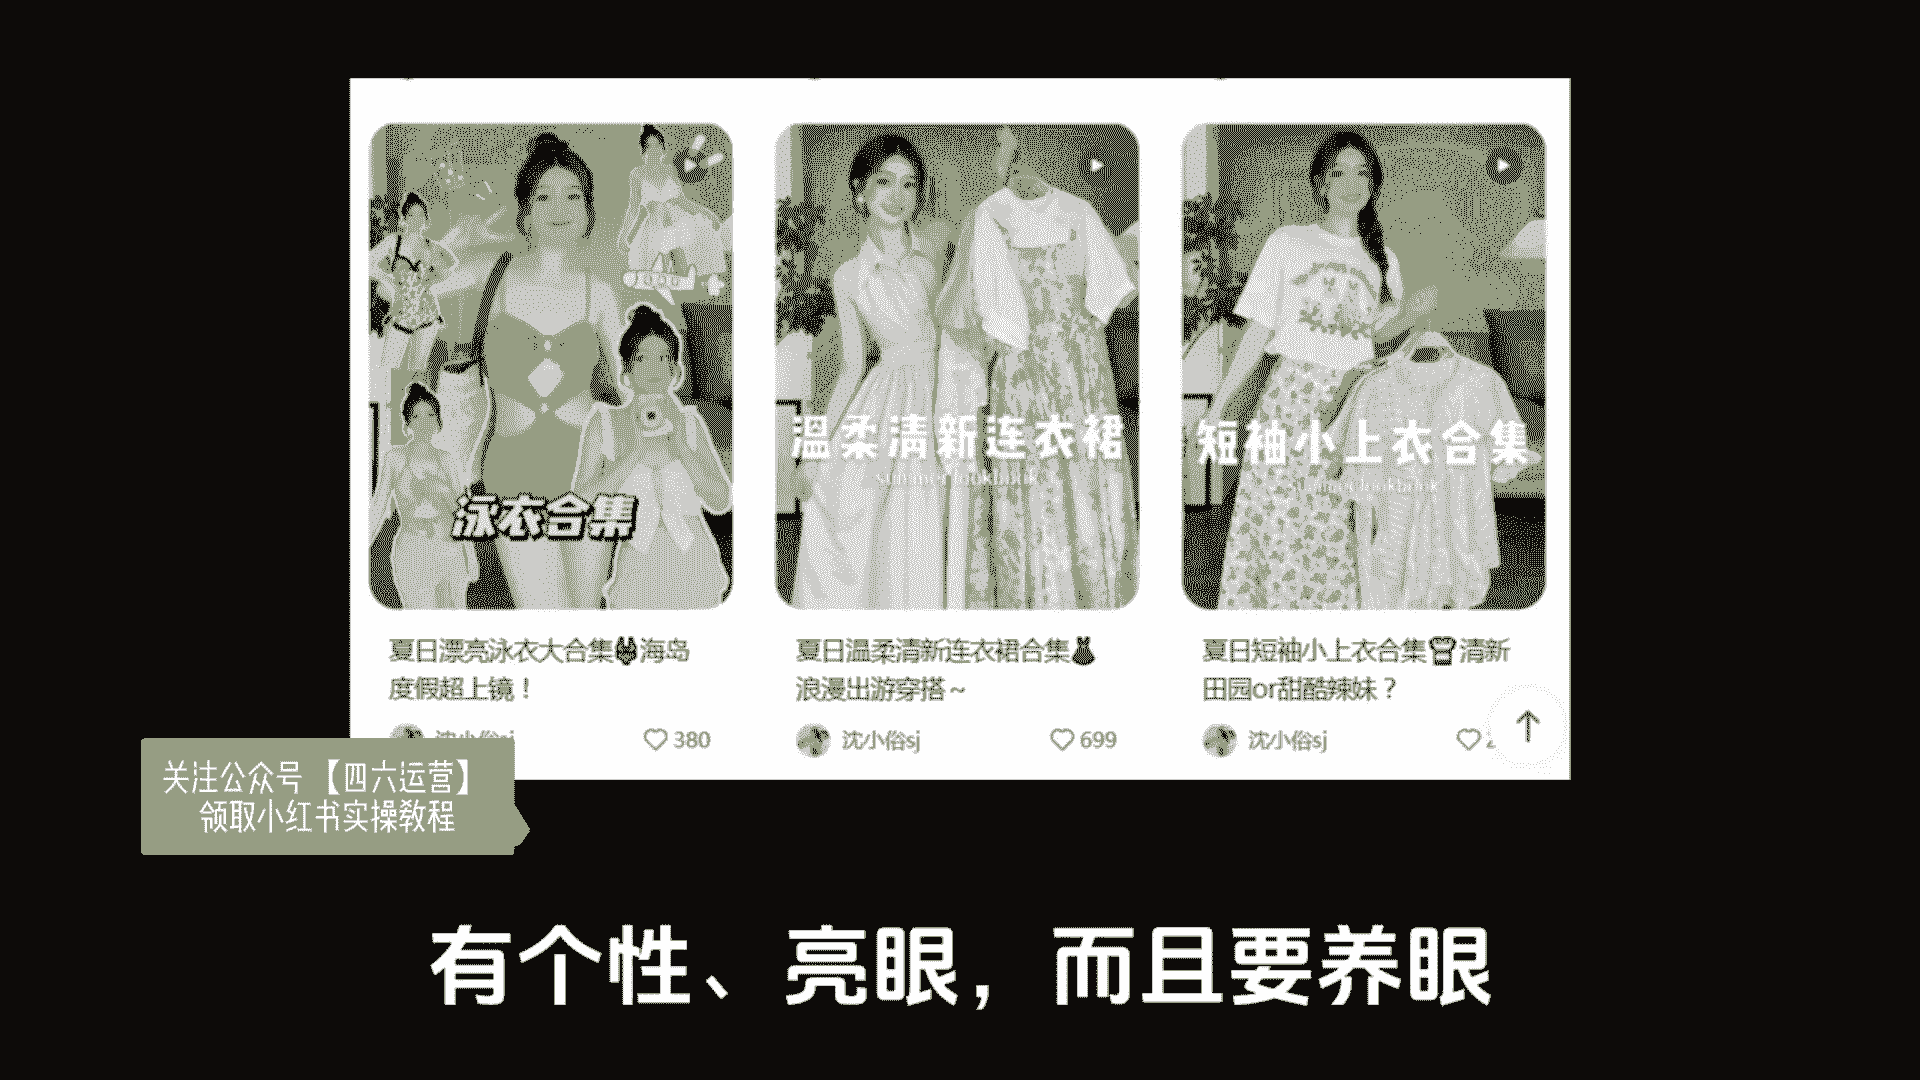 泳衣合集
温柔清新连衣裙
summer lookbook
短袖小上衣合集
夏日漂亮泳衣大合集👙海岛
度假超上镜！
380
夏日温柔清新连衣裙合集👗
浪漫出游穿搭～
沈小俗sj
699
夏日短袖小上衣合集👚清新
田园or甜酷辣妹？
沈小俗sj
关注公众号【四六运营】
领取小红书实操教程
有个性、亮眼，而且要养眼